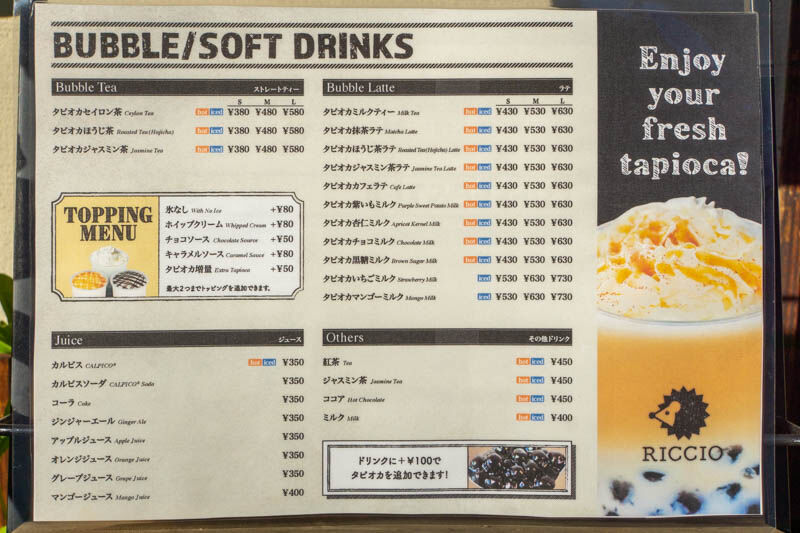 BUBBLE/SOFT DRINKS
Bubble Tea ストレートティー
S M L
タピオカセイロン茶 Ceylon Tea hot iced ¥380 ¥480 ¥580
タピオカほうじ茶 Roasted Tea(Hojicha) hot iced ¥380 ¥480 ¥580
タピオカジャスミン茶 Jasmine Tea hot iced ¥380 ¥480 ¥580
TOPPING MENU
氷なし With No Ice +¥80
ホイップクリーム Whipped Cream +¥80
チョコソース Chocolate Source +¥50
キャラメルソース Caramel Sauce +¥80
タピオカ増量 Extra Tapioca +¥50
最大2つまでトッピングを追加できます。
Juice ジュース
カルピス CALPICO® hot iced ¥350
カルピスソーダ CALPICO® Soda ¥350
コーラ Coke ¥350
ジンジャーエール Ginger Ale ¥350
アップルジュース Apple Juice ¥350
オレンジジュース Orange Juice ¥350
グレープジュース Grape Juice ¥350
マンゴージュース Mango Juice ¥400
Bubble Latte ラテ
S M L
タピオカミルクティー Milk Tea hot iced ¥430 ¥530 ¥630
タピオカ抹茶ラテ Matcha Latte hot iced ¥430 ¥530 ¥630
タピオカほうじ茶ラテ Roasted Tea(Hojicha) Latte hot iced ¥430 ¥530 ¥630
タピオカジャスミン茶ラテ Jasmine Tea Latte hot iced ¥430 ¥530 ¥630
タピオカカフェラテ Cafe Latte hot iced ¥430 ¥530 ¥630
タピオカ紫いもミルク Purple Sweet Potato Milk hot iced ¥430 ¥530 ¥630
タピオカ杏仁ミルク Apricot Kernel Milk hot iced ¥430 ¥530 ¥630
タピオカチョコミルク Chocolate Milk hot iced ¥430 ¥530 ¥630
タピオカ黒糖ミルク Brown Sugar Milk hot iced ¥430 ¥530 ¥630
タピオカいちごミルク Strawberry Milk iced ¥530 ¥630 ¥730
タピオカマンゴーミルク Mango Milk iced ¥530 ¥630 ¥730
Others その他ドリンク
紅茶 Tea hot iced ¥450
ジャスミン茶 Jasmine Tea hot iced ¥450
ココア Hot Chocolate hot iced ¥450
ミルク Milk hot iced ¥400
ドリンクに+¥100で
タピオカを追加できます!
Enjoy
your
fresh
tapioca!
RICCIO